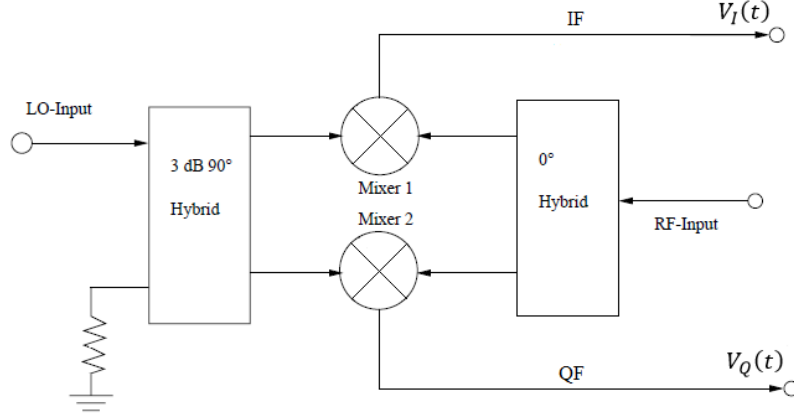 IF
V_I(t)
LO-Input
3 dB 90°
Hybrid
Mixer 1
Mixer 2
0°
Hybrid
RF-Input
QF
V_Q(t)